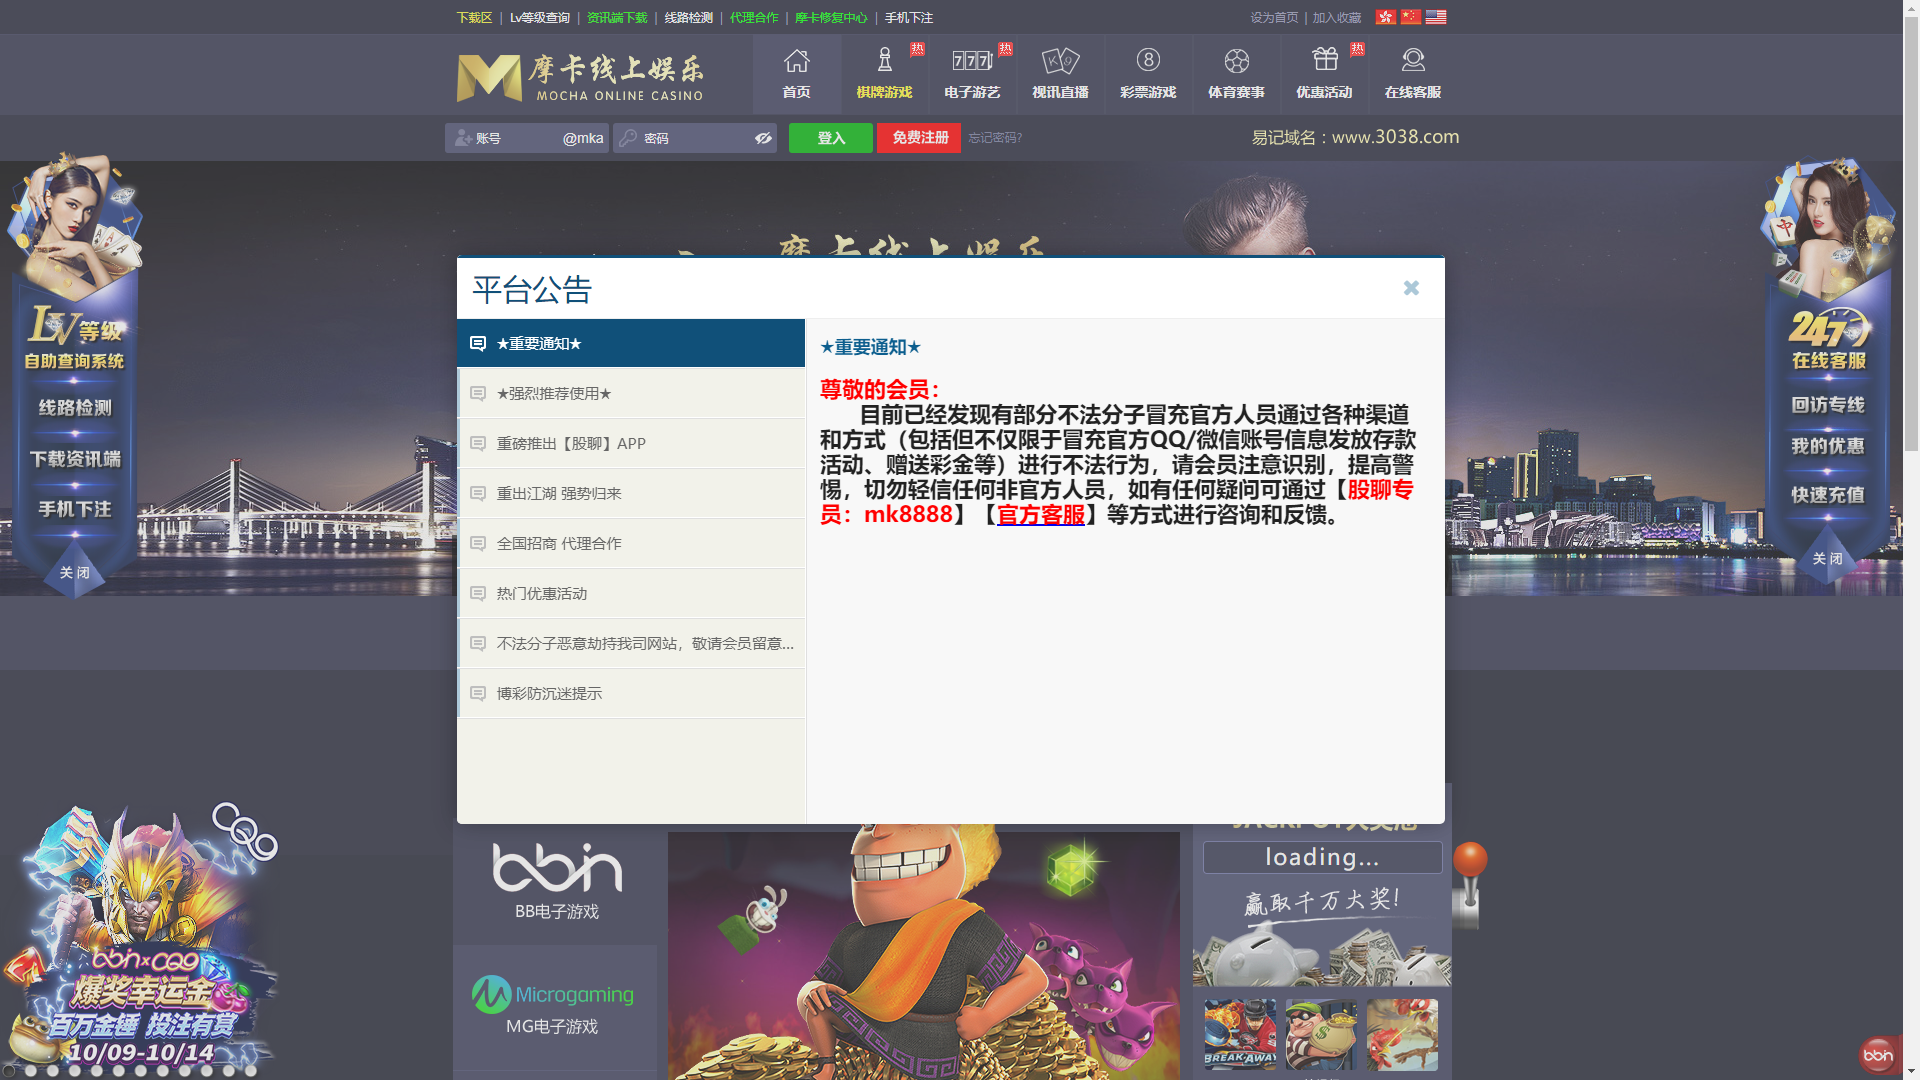 下载区 | Lv等级查询 | 资讯端下载 | 线路检测 | 代理合作 | 摩卡修复中心 | 手机下注
设为首页 | 加入收藏
摩卡线上娱乐
MOCHA ONLINE CASINO
首页
棋牌游戏
热
电子游艺
热
视讯直播
彩票游戏
体育赛事
优惠活动
热
在线客服
账号
@mka
密码
登入
免费注册
忘记密码?
易记域名：www.3038.com
摩卡线上娱乐
LV等级
自助查询系统
线路检测
下载资讯端
手机下注
关闭
24/7
在线客服
回访专线
我的优惠
快速充值
关闭
平台公告
★重要通知★
★强烈推荐使用★
重磅推出【股聊】APP
重出江湖 强势归来
全国招商 代理合作
热门优惠活动
不法分子恶意劫持我司网站，敬请会员留意...
博彩防沉迷提示
★重要通知★
尊敬的会员：
目前已经发现有部分不法分子冒充官方人员通过各种渠道
和方式（包括但不仅限于冒充官方QQ/微信账号信息发放存款
活动、赠送彩金等）进行不法行为，请会员注意识别，提高警
惕，切勿轻信任何非官方人员，如有任何疑问可通过【股聊专
员：mk8888】【官方客服】等方式进行咨询和反馈。
CQ9
bbin x CQ9
爆奖幸运金
百万金锤 投注有赏
10/09-10/14
bbin
BB电子游戏
Microgaming
MG电子游戏
JACKPOT大奖池
loading...
赢取千万大奖!
BREAK AWAY
bbin